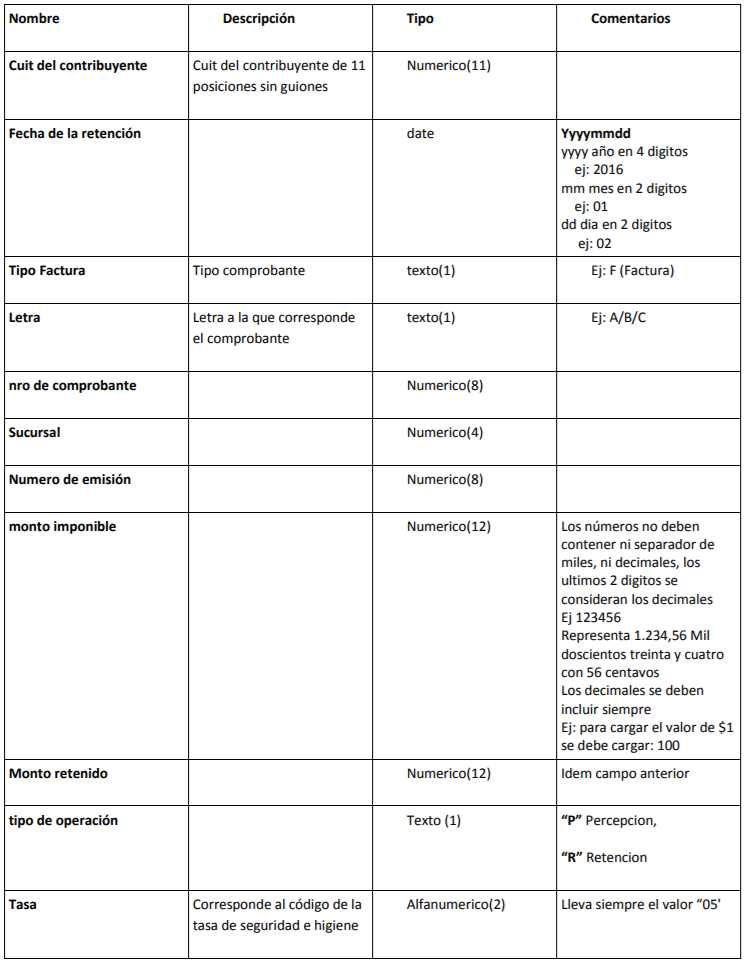 Nombre Descripción Tipo Comentarios
Cuit del contribuyente Cuit del contribuyente de 11 Numerico(11)
posiciones sin guiones
Fecha de la retención date Yyyymmdd
yyyy año en 4 digitos
ej: 2016
mm mes en 2 digitos
ej: 01
dd dia en 2 digitos
ej: 02
Tipo Factura Tipo comprobante texto(1) Ej: F (Factura)
Letra Letra a la que corresponde texto(1) Ej: A/B/C
el comprobante
nro de comprobante Numerico(8)
Sucursal Numerico(4)
Numero de emisión Numerico(8)
monto imponible Numerico(12) Los números no deben
contener ni separador de
miles, ni decimales, los
ultimos 2 digitos se
consideran los decimales
Ej 123456
Representa 1.234,56 Mil
doscientos treinta y cuatro
con 56 centavos
Los decimales se deben
incluir siempre
Ej: para cargar el valor de $1
se debe cargar: 100
Monto retenido Numerico(12) Idem campo anterior
tipo de operación Texto (1) “P” Percepcion,
“R” Retencion
Tasa Corresponde al código de la Alfanumerico(2) Lleva siempre el valor “05'
tasa de seguridad e higiene